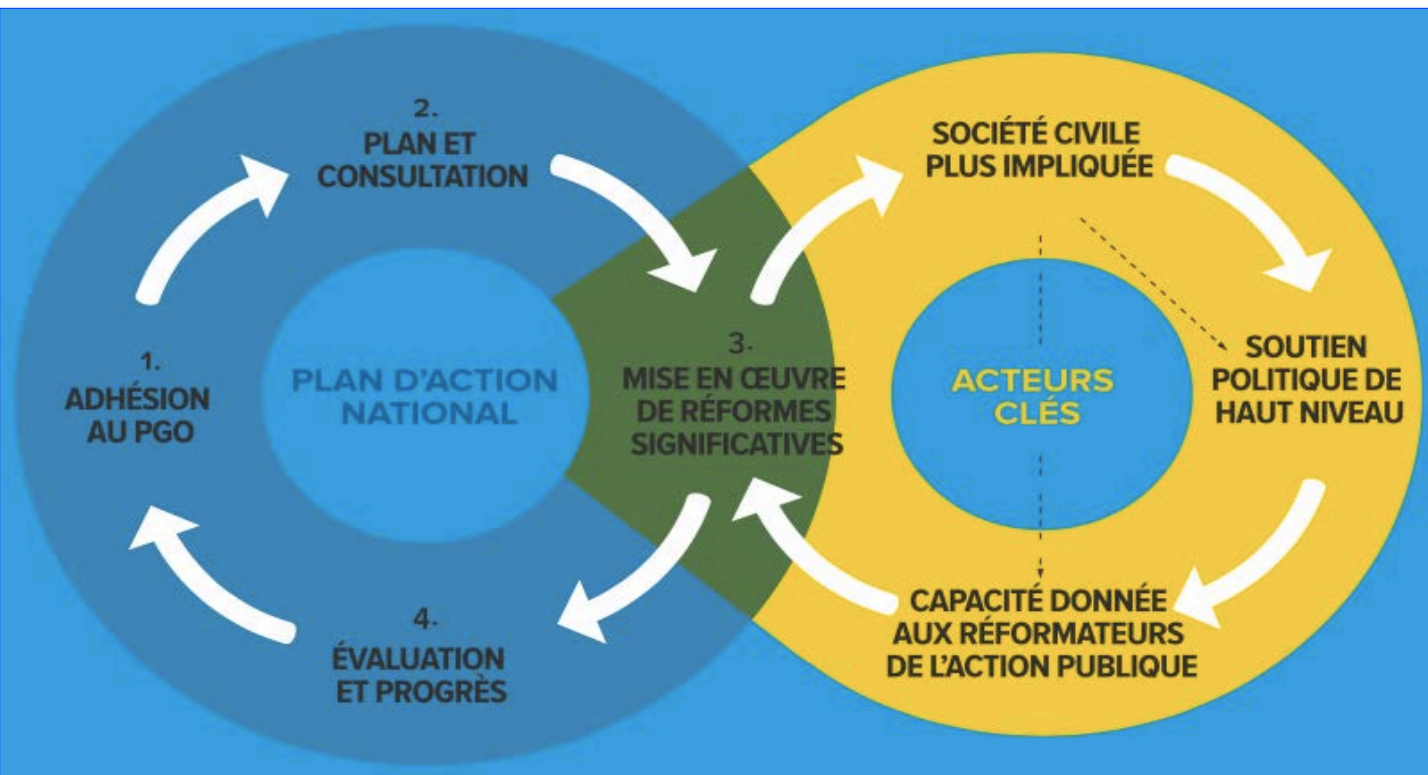 2.
PLAN ET
CONSULTATION
SOCIÉTÉ CIVILE
PLUS IMPLIQUÉE
1.
ADHÉSION
AU PGO
PLAN D'ACTION
NATIONAL
3.
MISE EN ŒUVRE
DE RÉFORMES
SIGNIFICATIVES
ACTEURS
CLÉS
SOUTIEN
POLITIQUE DE
HAUT NIVEAU
4.
ÉVALUATION
ET PROGRÈS
CAPACITÉ DONNÉE
AUX RÉFORMATEURS
DE L'ACTION PUBLIQUE